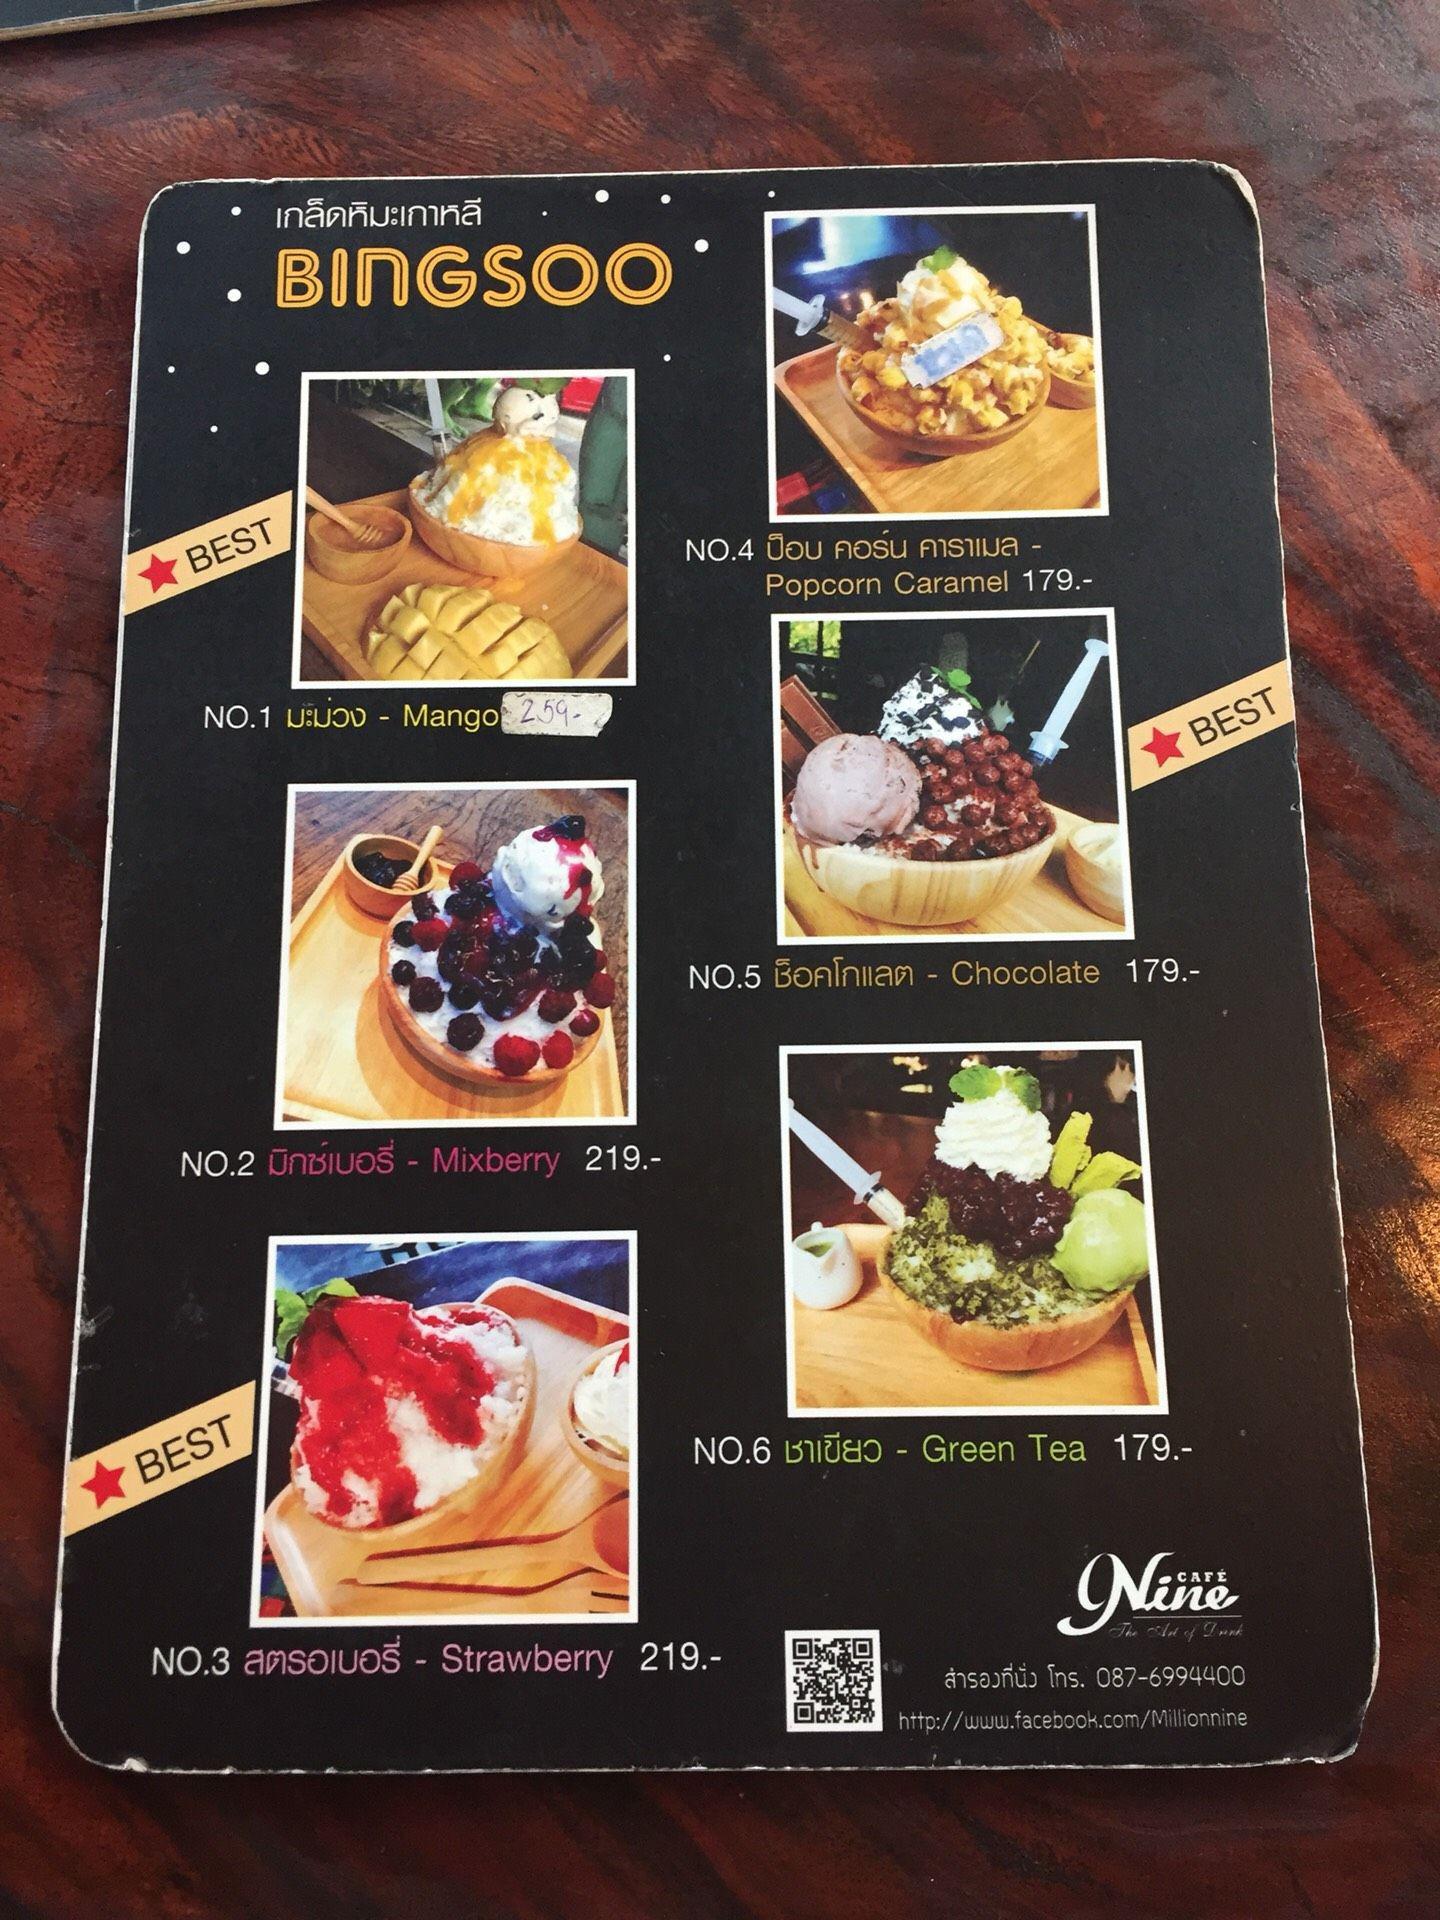 เกล็ดหิมะเกาหลี
BINGSOO
BEST
NO.1 มะม่วง - Mango 259.-
NO.2 มิกซ์เบอรี่ - Mixberry 219.-
BEST
NO.3 สตรอเบอรี่ - Strawberry 219.-
NO.4 ป็อบ คอร์น คาราเมล -
Popcorn Caramel 179.-
BEST
NO.5 ช็อคโกแลต - Chocolate 179.-
NO.6 ชาเขียว - Green Tea 179.-
Nine CAFÉ
The Art of Drink
สำรองที่นั่ง โทร. 087-6994400
http://www.facebook.com/Millionnine